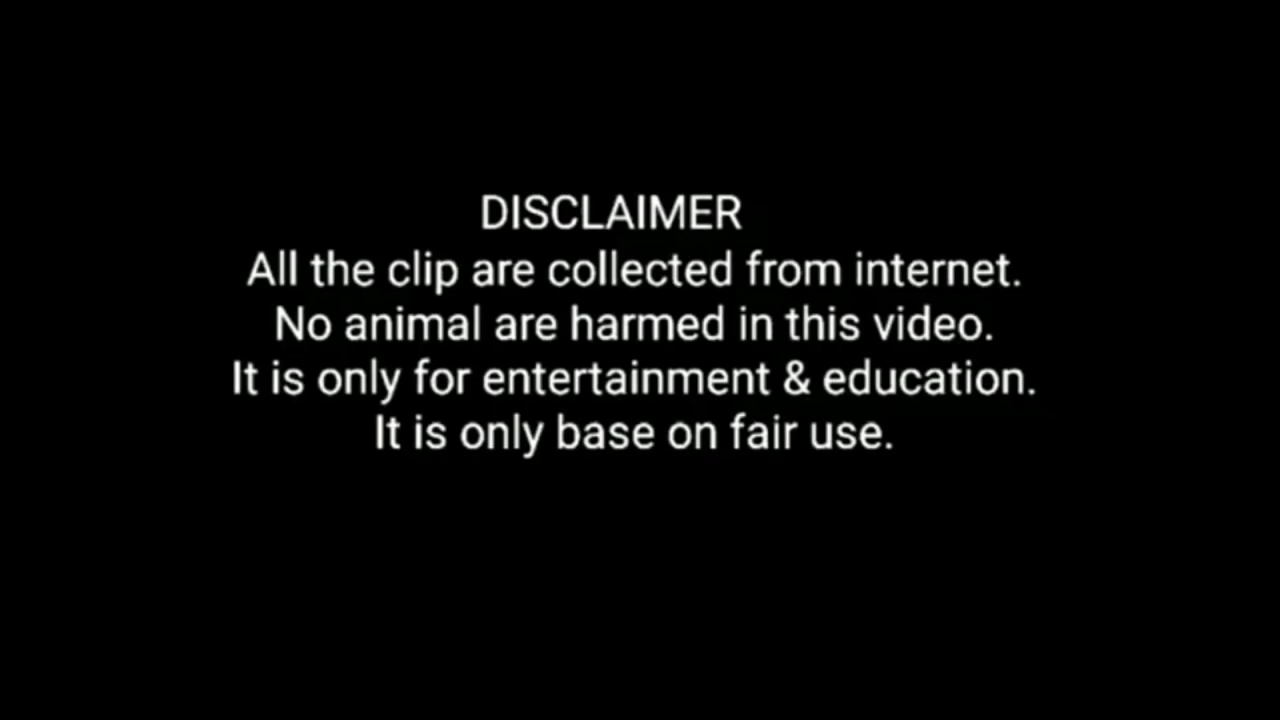 DISCLAIMER
All the clip are collected from internet.
No animal are harmed in this video.
It is only for entertainment & education.
It is only base on fair use.